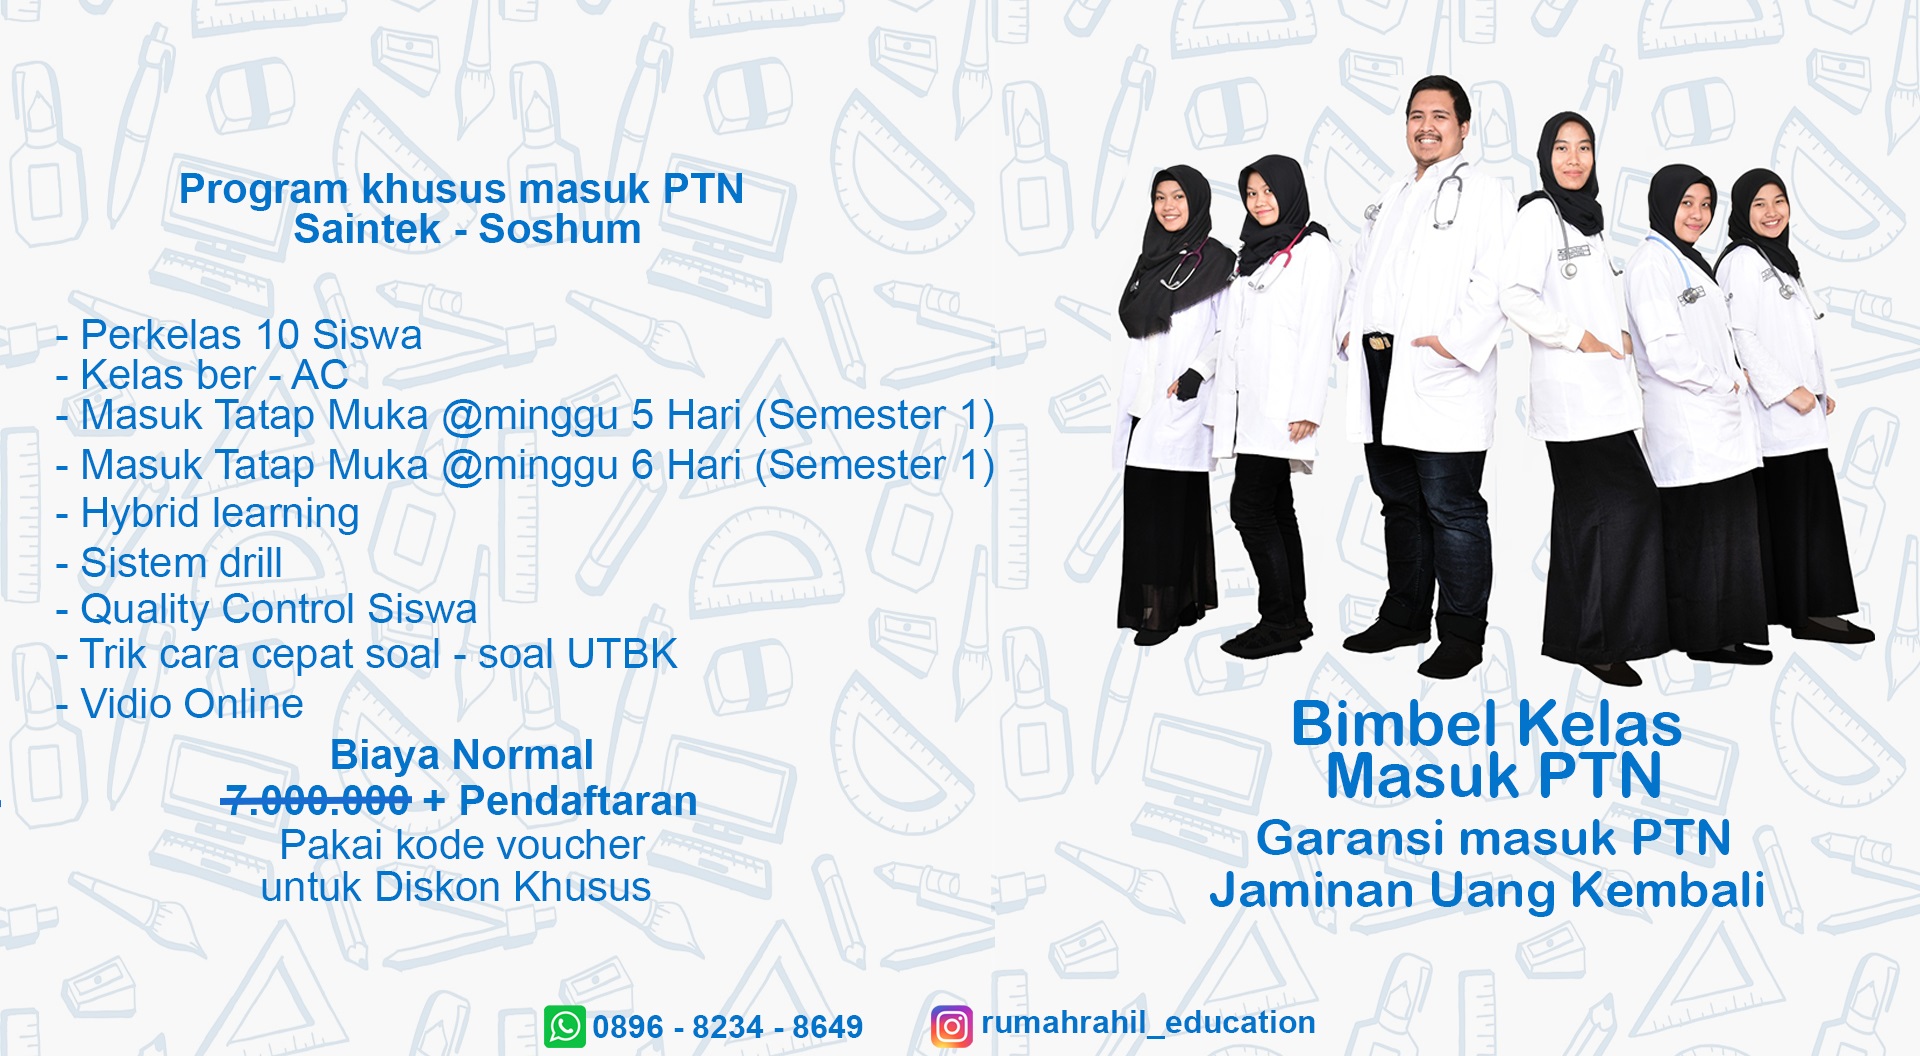 Program khusus masuk PTN
Saintek - Soshum
- Perkelas 10 Siswa
- Kelas ber - AC
- Masuk Tatap Muka @minggu 5 Hari (Semester 1)
- Masuk Tatap Muka @minggu 6 Hari (Semester 1)
- Hybrid learning
- Sistem drill
- Quality Control Siswa
- Trik cara cepat soal - soal UTBK
- Vidio Online
Biaya Normal
7.000.000 + Pendaftaran
Pakai kode voucher
untuk Diskon Khusus
Bimbel Kelas
Masuk PTN
Garansi masuk PTN
Jaminan Uang Kembali
0896 - 8234 - 8649
rumahrahil_education